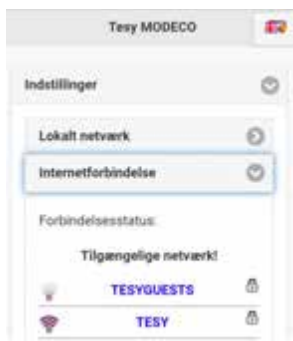 Tesy MODECO
Indstillinger
Lokalt netværk
Internetforbindelse
Forbindelsesstatus:
Tilgængelige netværk!
TESYGUESTS
TESY